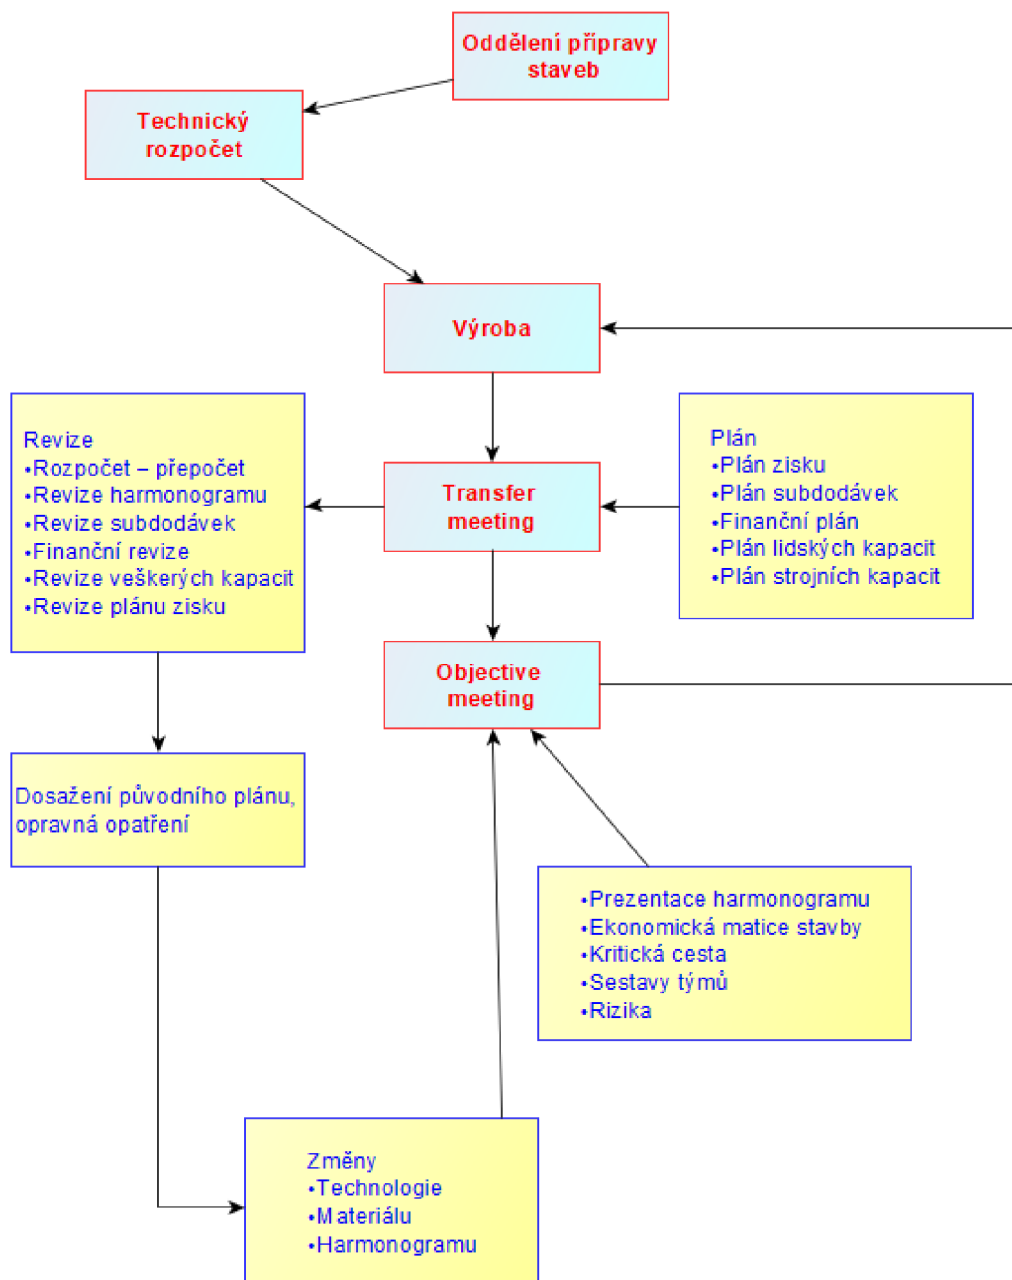 Oddělení přípravy
staveb
Technický
rozpočet
Výroba
Revize
•Rozpočet – přepočet
•Revize harmonogramu
•Revize subdodávek
•Finanční revize
•Revize veškerých kapacit
•Revize plánu zisku
Transfer
meeting
Plán
•Plán zisku
•Plán subdodávek
•Finanční plán
•Plán lidských kapacit
•Plán strojních kapacit
Objective
meeting
Dosažení původního plánu,
opravná opatření
•Prezentace harmonogramu
•Ekonomická matice stavby
•Kritická cesta
•Sestavy týmů
•Rizika
Změny
•Technologie
•Materiálu
•Harmonogramu